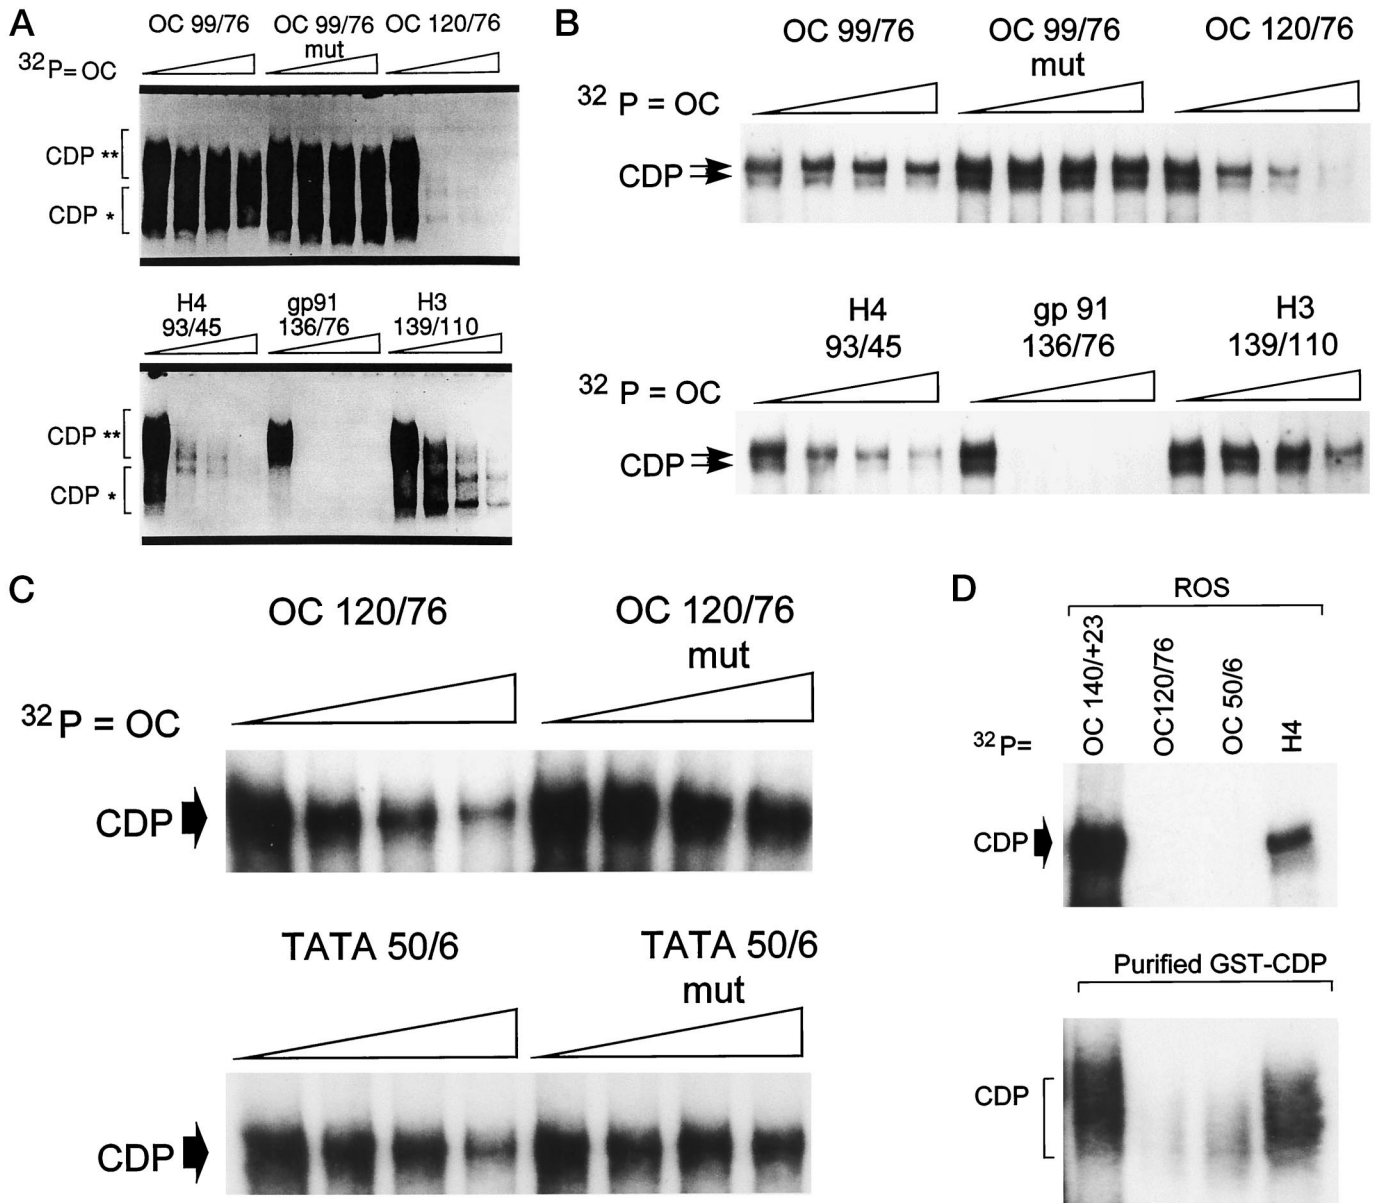 A
OC 99/76 OC 99/76 mut OC 120/76
32P= OC
CDP **
CDP *
H4 93/45 gp91 136/76 H3 139/110
CDP **
CDP *
B
OC 99/76 OC 99/76 mut OC 120/76
32 P = OC
CDP
H4 93/45 gp 91 136/76 H3 139/110
32 P = OC
CDP
C
OC 120/76 OC 120/76 mut
32P = OC
CDP
TATA 50/6 TATA 50/6 mut
CDP
D
ROS
OC 140/+23 OC120/76 OC 50/6 H4
32P=
CDP
Purified GST-CDP
CDP